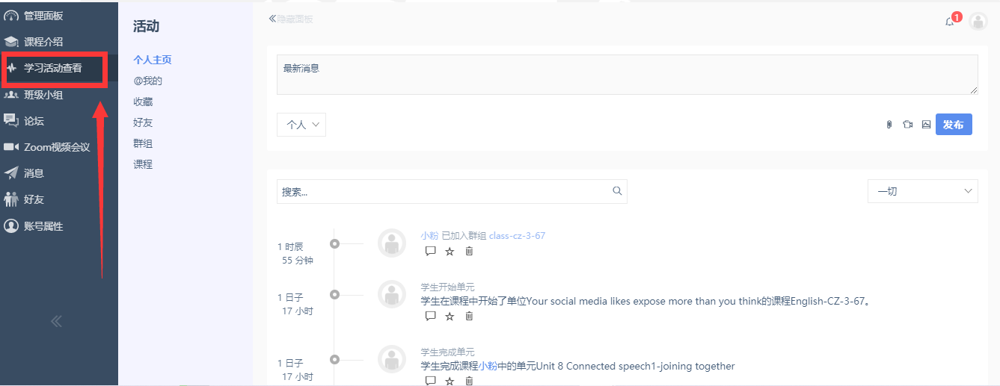 管理面板
课程介绍
学习活动查看
班级小组
论坛
Zoom视频会议
消息
好友
账号属性
活动
个人主页
@我的
收藏
好友
群组
课程
隐藏面板
1
最新消息
个人
发布
搜索...
一切
1 时辰
55 分钟
小粉 已加入群组 class-cz-3-67
1 日子
17 小时
学生开始单元
学生在课程中开始了单位Your social media likes expose more than you think的课程English-CZ-3-67。
1 日子
17 小时
学生完成单元
学生完成课程小粉中的单元Unit 8 Connected speech1-joining together